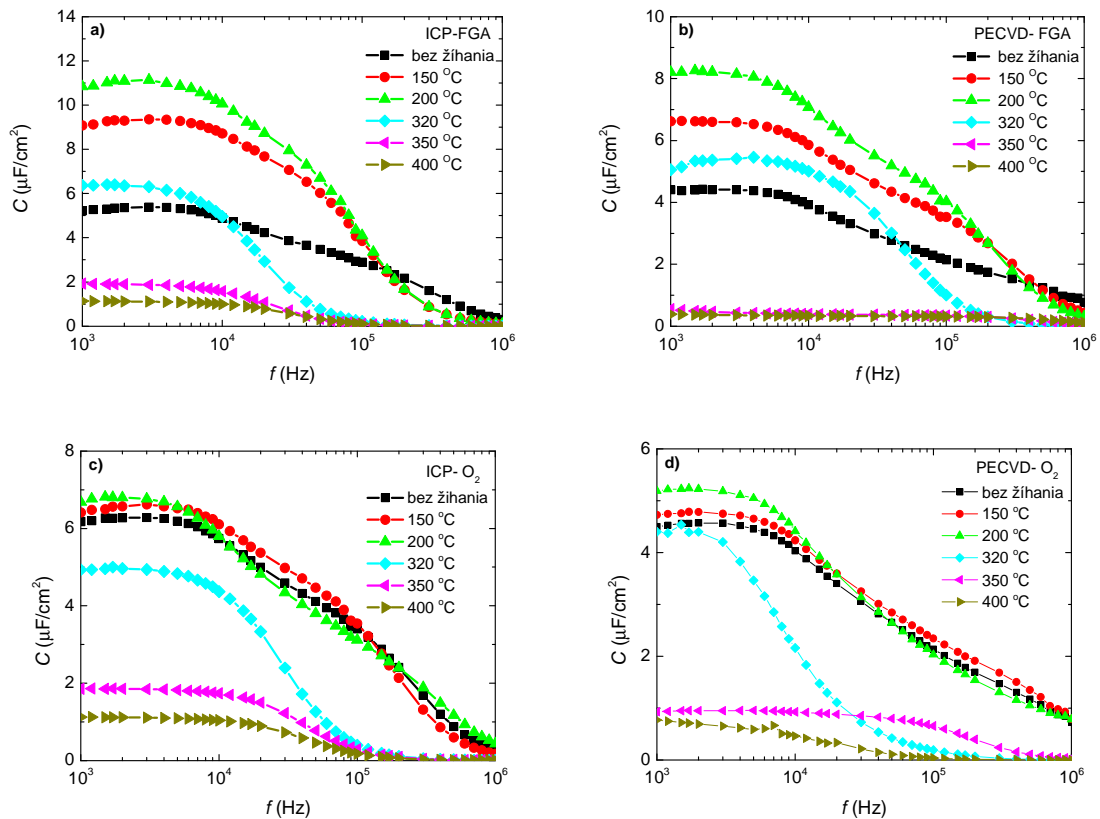 a)
ICP-FGA
bez žíhania
150 °C
200 °C
320 °C
350 °C
400 °C
14
12
10
8
6
4
2
0
C (µF/cm²)
10³
10⁴
10⁵
10⁶
f (Hz)
b)
PECVD- FGA
bez žíhania
150 °C
200 °C
320 °C
350 °C
400 °C
10
8
6
4
2
0
C (µF/cm²)
10³
10⁴
10⁵
10⁶
f (Hz)
c)
ICP- O₂
bez žíhania
150 °C
200 °C
320 °C
350 °C
400 °C
8
6
4
2
0
C (µF/cm²)
10³
10⁴
10⁵
10⁶
f (Hz)
d)
PECVD- O₂
bez žíhania
150 °C
200 °C
320 °C
350 °C
400 °C
6
4
2
0
C (µF/cm²)
10³
10⁴
10⁵
10⁶
f (Hz)